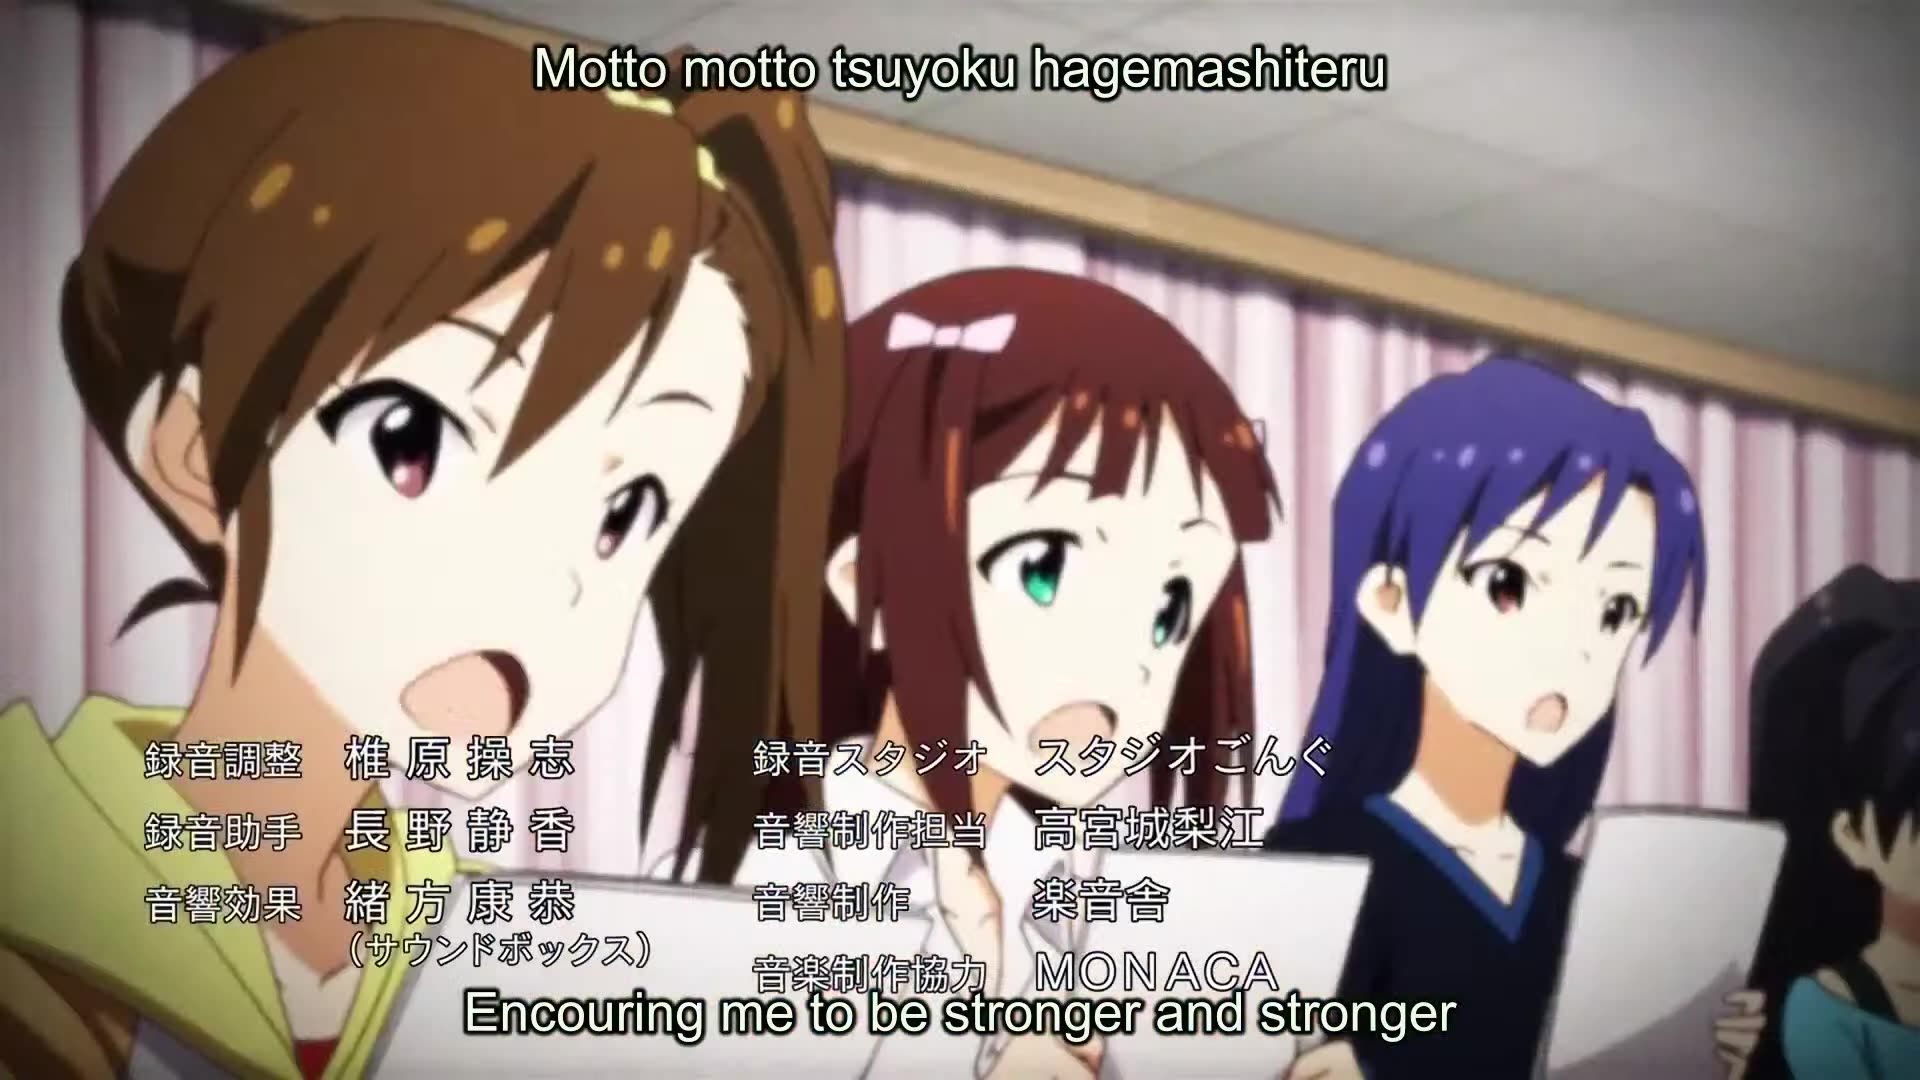 Motto motto tsuyoku hagemashiteru
録音調整 椎原操志
録音助手 長野静香
音響効果 緒方康恭
（サウンドボックス）
録音スタジオ スタジオごんぐ
音響制作担当 高宮城梨江
音響制作 楽音舎
音楽制作協力 MONACA
Encouring me to be stronger and stronger